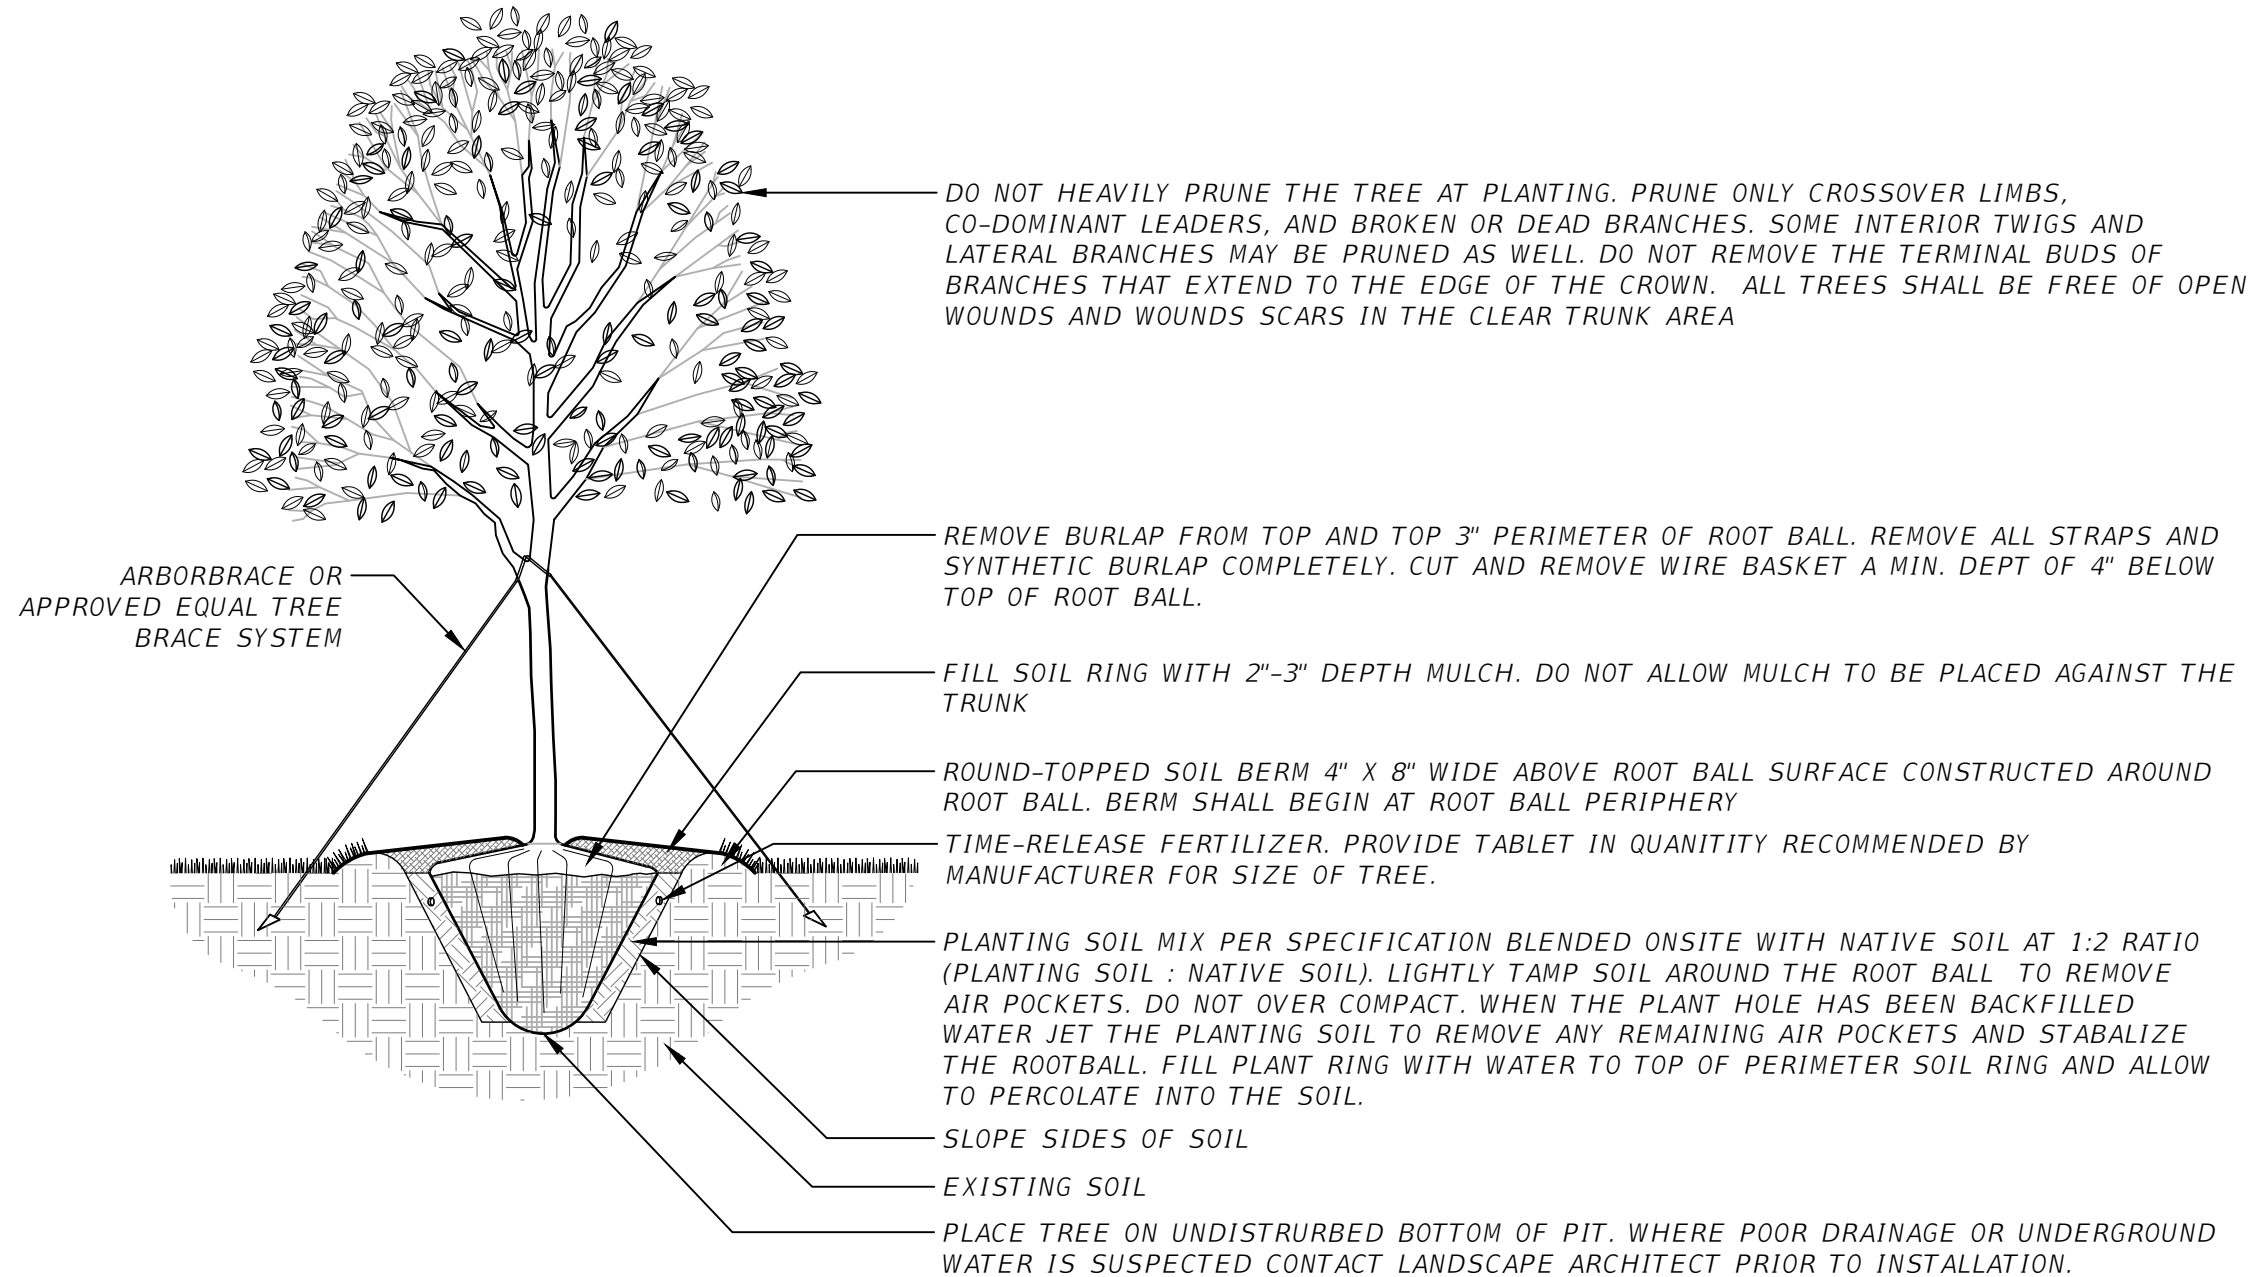 DO NOT HEAVILY PRUNE THE TREE AT PLANTING. PRUNE ONLY CROSSOVER LIMBS,
CO-DOMINANT LEADERS, AND BROKEN OR DEAD BRANCHES. SOME INTERIOR TWIGS AND
LATERAL BRANCHES MAY BE PRUNED AS WELL. DO NOT REMOVE THE TERMINAL BUDS OF
BRANCHES THAT EXTEND TO THE EDGE OF THE CROWN.  ALL TREES SHALL BE FREE OF OPEN
WOUNDS AND WOUNDS SCARS IN THE CLEAR TRUNK AREA
REMOVE BURLAP FROM TOP AND TOP 3" PERIMETER OF ROOT BALL. REMOVE ALL STRAPS AND
SYNTHETIC BURLAP COMPLETELY. CUT AND REMOVE WIRE BASKET A MIN. DEPT OF 4" BELOW
TOP OF ROOT BALL.
ARBORBRACE OR
APPROVED EQUAL TREE
BRACE SYSTEM
FILL SOIL RING WITH 2"-3" DEPTH MULCH. DO NOT ALLOW MULCH TO BE PLACED AGAINST THE
TRUNK
ROUND-TOPPED SOIL BERM 4" X 8" WIDE ABOVE ROOT BALL SURFACE CONSTRUCTED AROUND
ROOT BALL. BERM SHALL BEGIN AT ROOT BALL PERIPHERY
TIME-RELEASE FERTILIZER. PROVIDE TABLET IN QUANITITY RECOMMENDED BY
MANUFACTURER FOR SIZE OF TREE.
PLANTING SOIL MIX PER SPECIFICATION BLENDED ONSITE WITH NATIVE SOIL AT 1:2 RATIO
(PLANTING SOIL : NATIVE SOIL). LIGHTLY TAMP SOIL AROUND THE ROOT BALL  TO REMOVE
AIR POCKETS. DO NOT OVER COMPACT. WHEN THE PLANT HOLE HAS BEEN BACKFILLED
WATER JET THE PLANTING SOIL TO REMOVE ANY REMAINING AIR POCKETS AND STABALIZE
THE ROOTBALL. FILL PLANT RING WITH WATER TO TOP OF PERIMETER SOIL RING AND ALLOW
TO PERCOLATE INTO THE SOIL.
SLOPE SIDES OF SOIL
EXISTING SOIL
PLACE TREE ON UNDISTRURBED BOTTOM OF PIT. WHERE POOR DRAINAGE OR UNDERGROUND
WATER IS SUSPECTED CONTACT LANDSCAPE ARCHITECT PRIOR TO INSTALLATION.